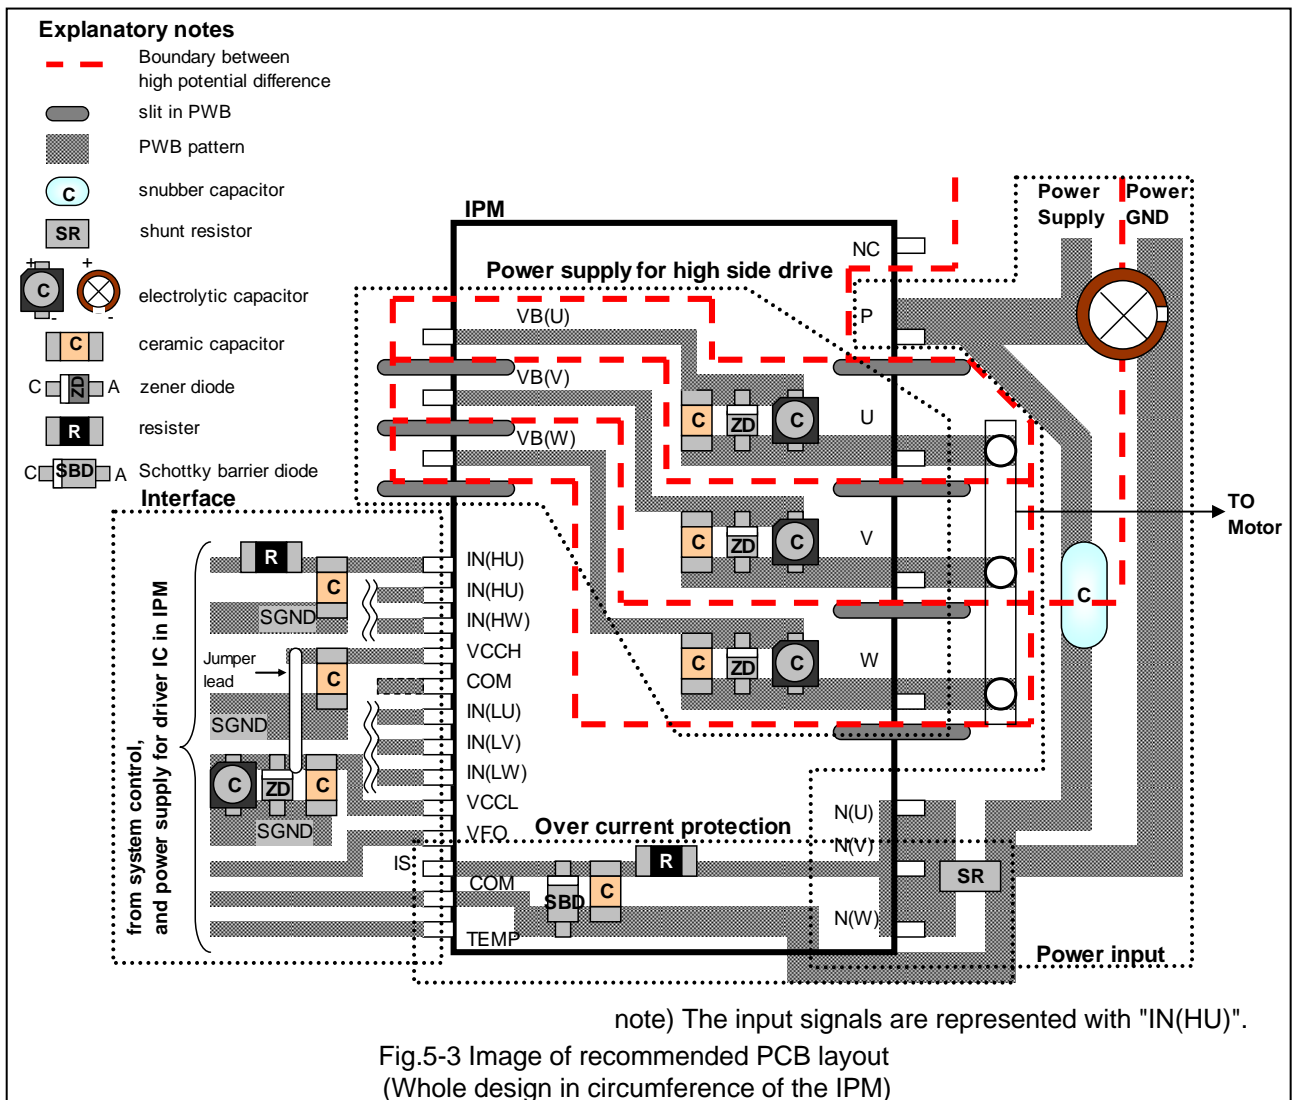 Explanatory notes
Boundary between
high potential difference
slit in PWB
PWB pattern
C
snubber capacitor
SR
shunt resistor
+
C
-
+
-
electrolytic capacitor
C
ceramic capacitor
C
ZD
A
zener diode
R
resister
C
SBD
A
Schottky barrier diode
Interface
IPM
Power supply for high side drive
Power
Supply
Power
GND
NC
P
VB(U)
VB(V)
VB(W)
C
ZD
C
U
C
ZD
C
V
C
ZD
C
W
TO
Motor
C
from system control,
and power supply for driver IC in IPM
R
C
SGND
Jumper
lead
C
SGND
C
ZD
C
SGND
IN(HU)
IN(HU)
IN(HW)
VCCH
COM
IN(LU)
IN(LV)
IN(LW)
VCCL
VFO
IS
COM
TEMP
Over current protection
R
SBD
C
N(U)
N(V)
N(W)
SR
Power input
note) The input signals are represented with "IN(HU)".
Fig.5-3 Image of recommended PCB layout
(Whole design in circumference of the IPM)